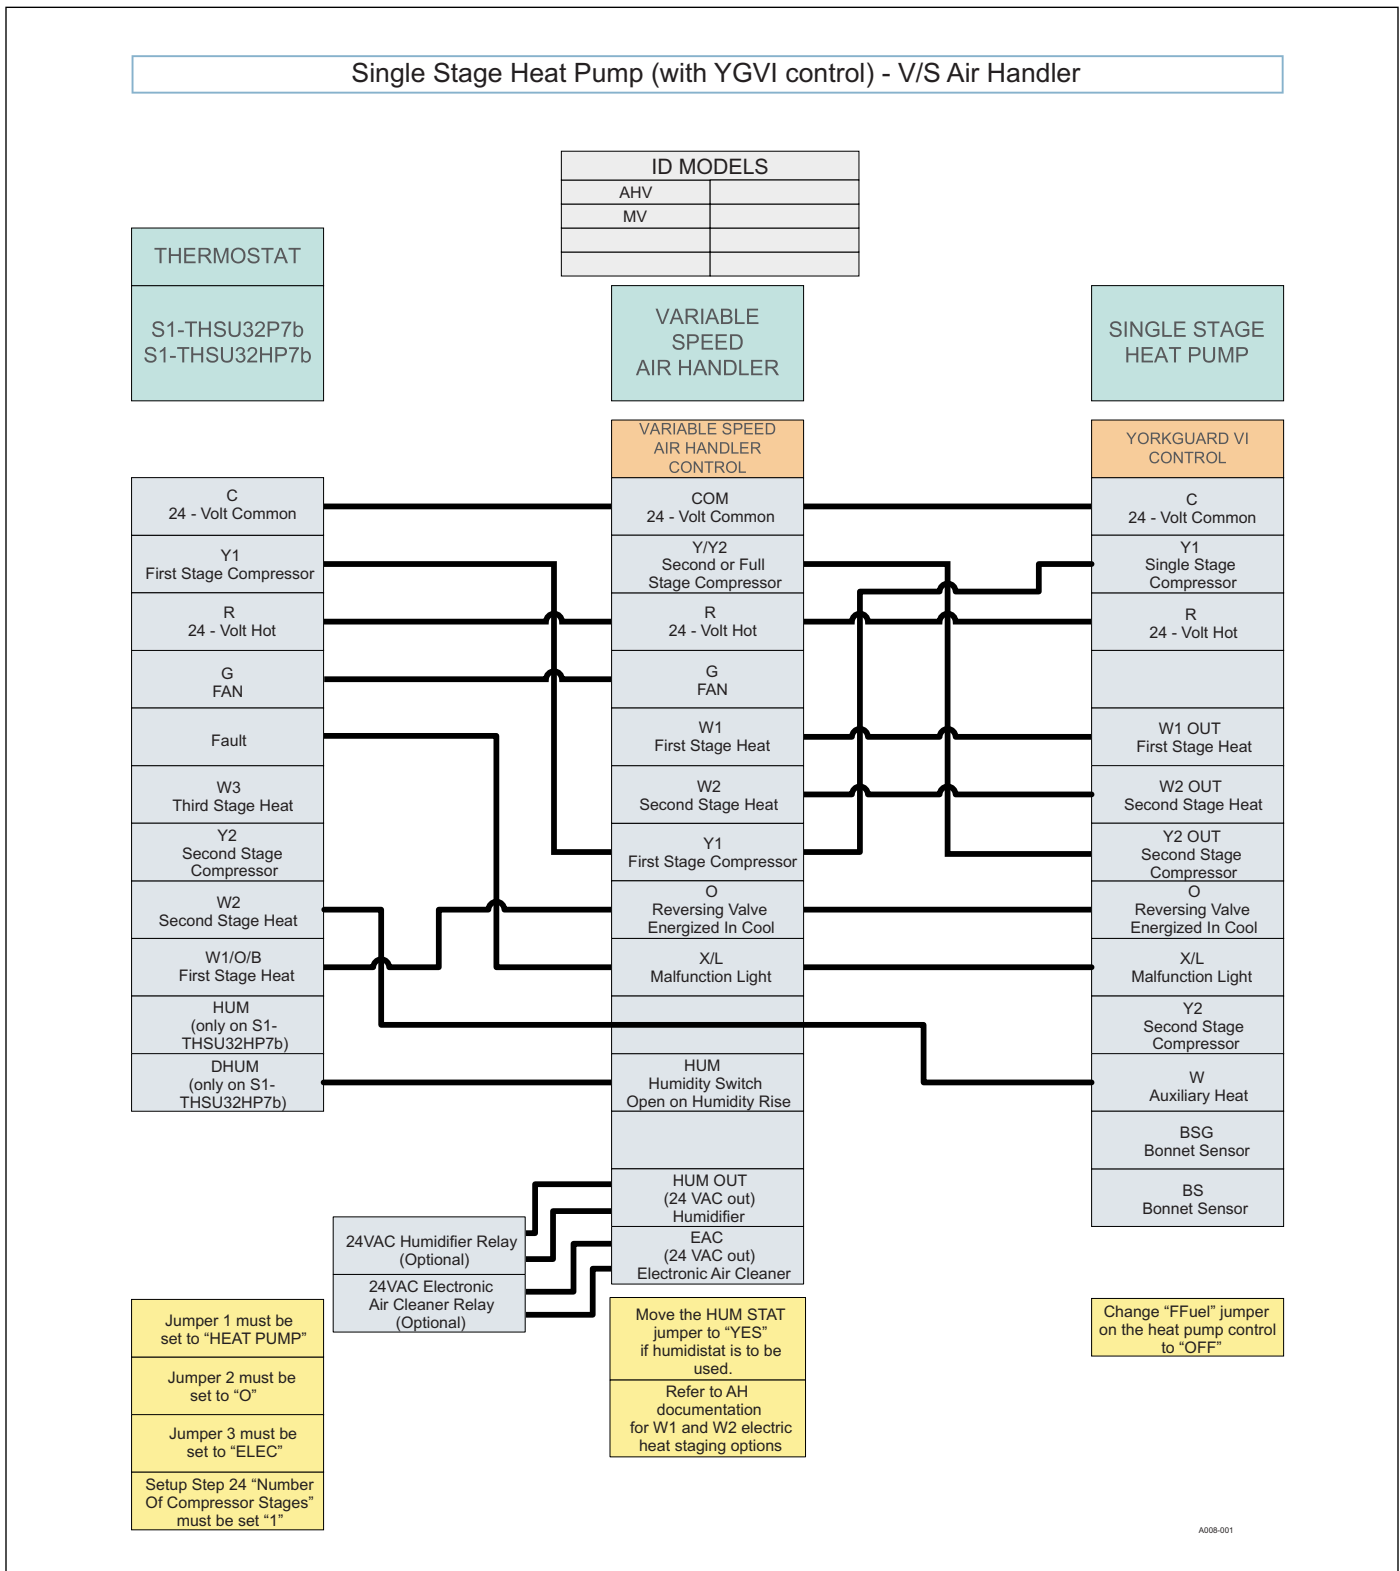 Single Stage Heat Pump (with YGVI control) - V/S Air Handler
ID MODELS
AHV
MV
THERMOSTAT
S1-THSU32P7b
S1-THSU32HP7b
VARIABLE
SPEED
AIR HANDLER
SINGLE STAGE
HEAT PUMP
VARIABLE SPEED
AIR HANDLER
CONTROL
YORKGUARD VI
CONTROL
C
24 - Volt Common
Y1
First Stage Compressor
R
24 - Volt Hot
G
FAN
Fault
W3
Third Stage Heat
Y2
Second Stage
Compressor
W2
Second Stage Heat
W1/O/B
First Stage Heat
HUM
(only on S1-
THSU32HP7b)
DHUM
(only on S1-
THSU32HP7b)
COM
24 - Volt Common
Y/Y2
Second or Full
Stage Compressor
R
24 - Volt Hot
G
FAN
W1
First Stage Heat
W2
Second Stage Heat
Y1
First Stage Compressor
O
Reversing Valve
Energized In Cool
X/L
Malfunction Light
HUM
Humidity Switch
Open on Humidity Rise
HUM OUT
(24 VAC out)
Humidifier
EAC
(24 VAC out)
Electronic Air Cleaner
C
24 - Volt Common
Y1
Single Stage
Compressor
R
24 - Volt Hot
W1 OUT
First Stage Heat
W2 OUT
Second Stage Heat
Y2 OUT
Second Stage
Compressor
O
Reversing Valve
Energized In Cool
X/L
Malfunction Light
Y2
Second Stage
Compressor
W
Auxiliary Heat
BSG
Bonnet Sensor
BS
Bonnet Sensor
24VAC Humidifier Relay
(Optional)
24VAC Electronic
Air Cleaner Relay
(Optional)
Jumper 1 must be
set to “HEAT PUMP”
Jumper 2 must be
set to “O”
Jumper 3 must be
set to “ELEC”
Setup Step 24 “Number
Of Compressor Stages”
must be set “1”
Move the HUM STAT
jumper to “YES”
if humidistat is to be
used.
Refer to AH
documentation
for W1 and W2 electric
heat staging options
Change “FFuel” jumper
on the heat pump control
to “OFF”
A008-001